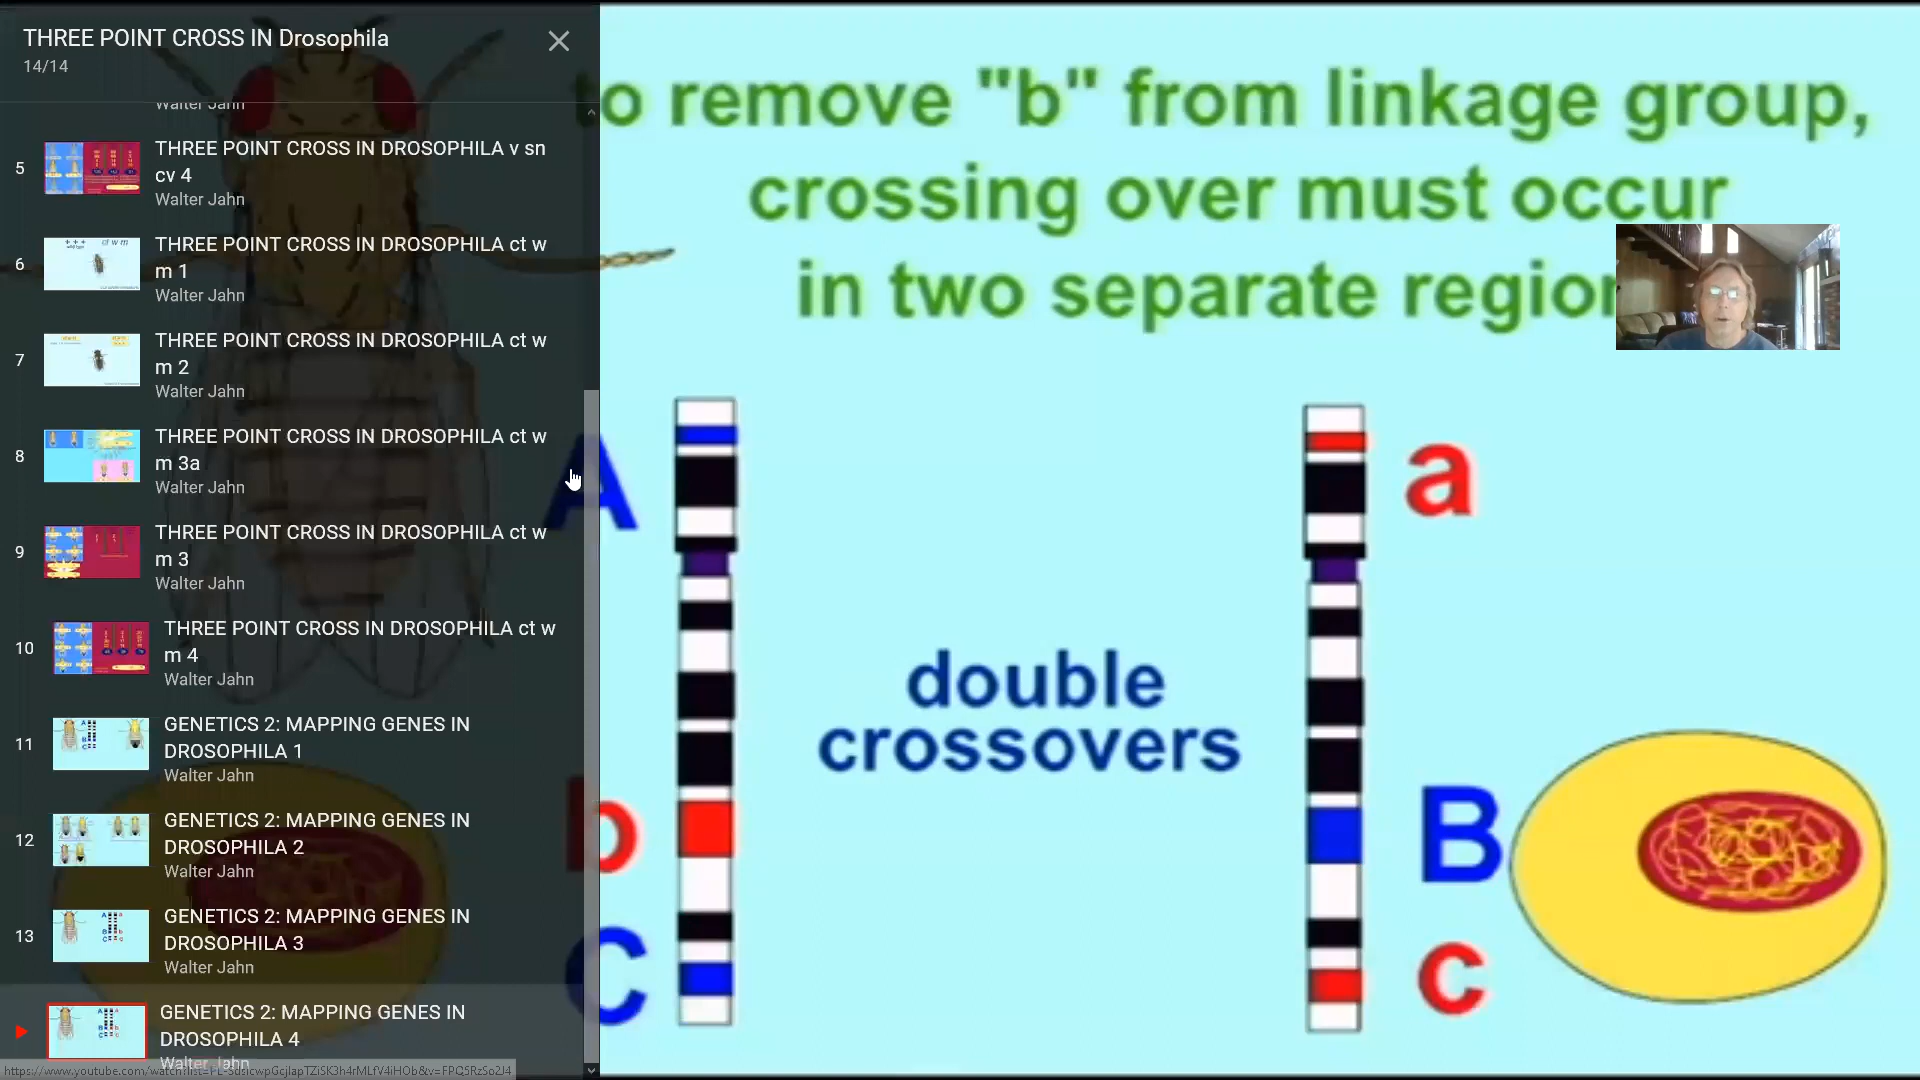 THREE POINT CROSS IN Drosophila
14/14
Walter Jahn
5
THREE POINT CROSS IN DROSOPHILA v sn
cv 4
Walter Jahn
6
THREE POINT CROSS IN DROSOPHILA ct w
m 1
Walter Jahn
7
THREE POINT CROSS IN DROSOPHILA ct w
m 2
Walter Jahn
8
THREE POINT CROSS IN DROSOPHILA ct w
m 3a
Walter Jahn
9
THREE POINT CROSS IN DROSOPHILA ct w
m 3
Walter Jahn
10
THREE POINT CROSS IN DROSOPHILA ct w
m 4
Walter Jahn
11
GENETICS 2: MAPPING GENES IN
DROSOPHILA 1
Walter Jahn
12
GENETICS 2: MAPPING GENES IN
DROSOPHILA 2
Walter Jahn
13
GENETICS 2: MAPPING GENES IN
DROSOPHILA 3
Walter Jahn
GENETICS 2: MAPPING GENES IN
DROSOPHILA 4
Walter Jahn
to remove "b" from linkage group,
crossing over must occur
in two separate region
A
a
double
crossovers
b
B
C
c